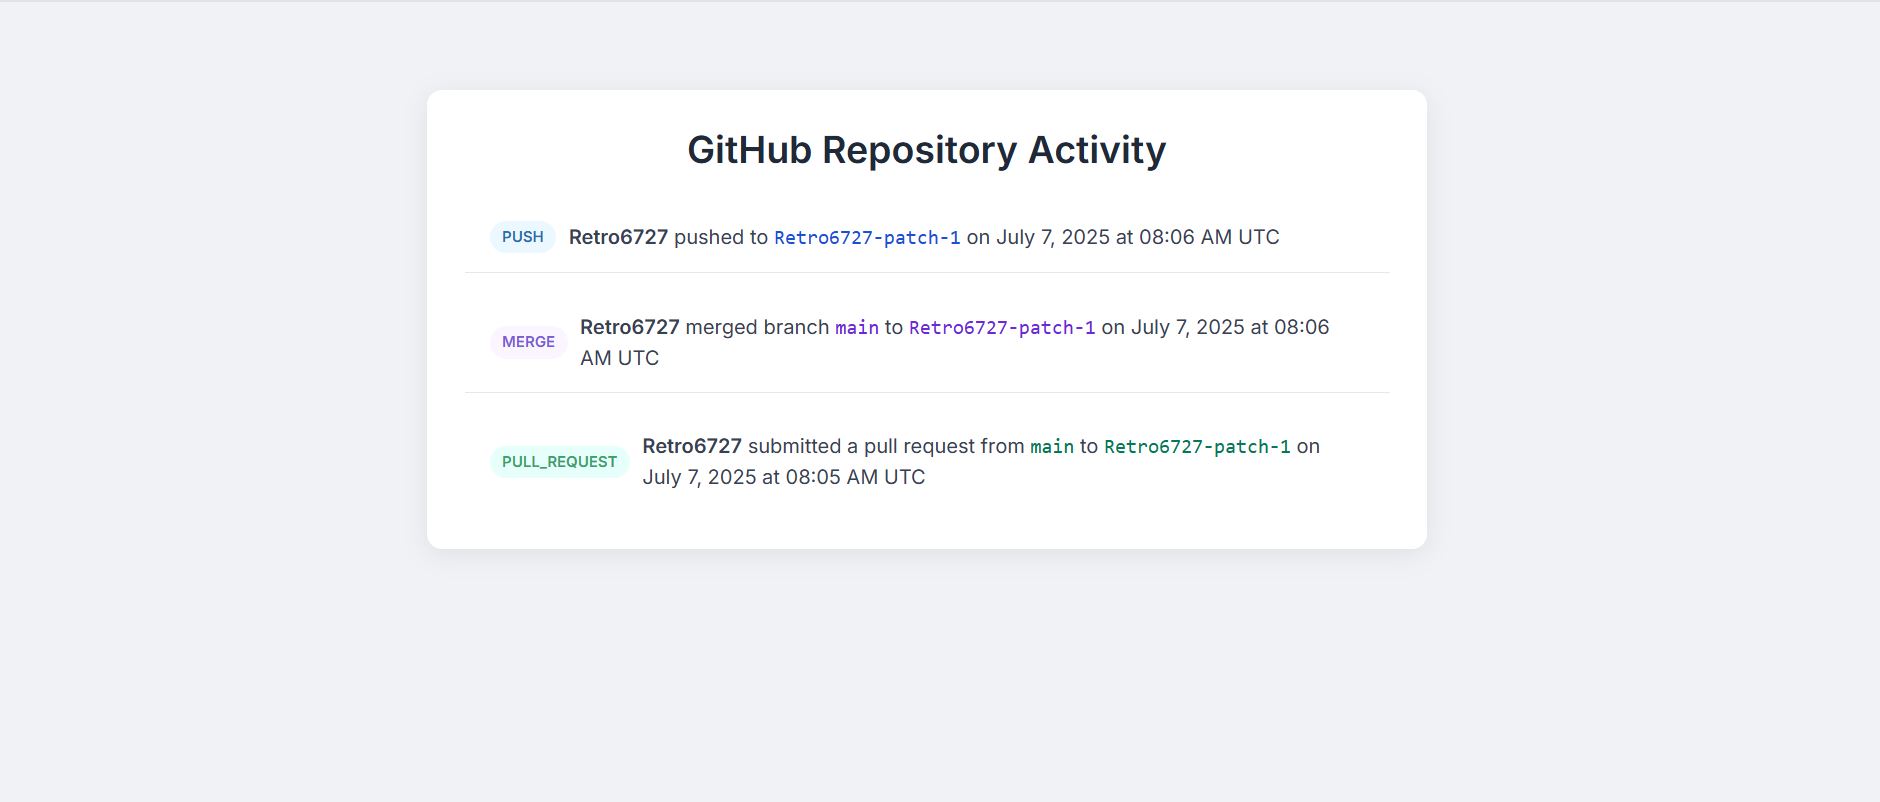 GitHub Repository Activity
PUSH Retro6727 pushed to Retro6727-patch-1 on July 7, 2025 at 08:06 AM UTC
MERGE Retro6727 merged branch main to Retro6727-patch-1 on July 7, 2025 at 08:06
AM UTC
PULL_REQUEST Retro6727 submitted a pull request from main to Retro6727-patch-1 on
July 7, 2025 at 08:05 AM UTC